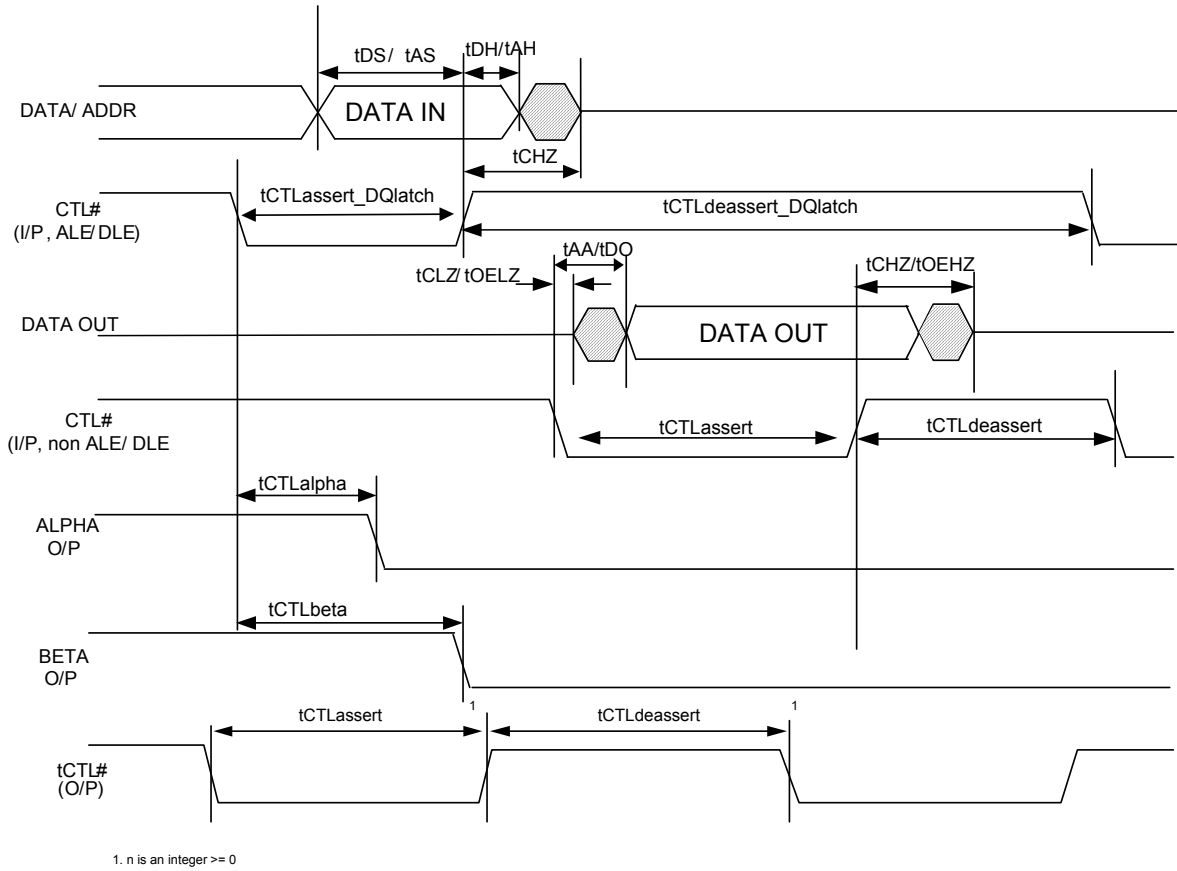 tDS/ tAS
tDH/tAH
DATA/ ADDR
DATA IN
tCHZ
tCTLassert_DQlatch
tCTLdeassert_DQlatch
CTL#
(I/P, ALE/ DLE)
tAA/tDO
tCLZ/ tOELZ
tCHZ/tOEHZ
DATA OUT
DATA OUT
CTL#
(I/P, non ALE/ DLE
tCTLassert
tCTLdeassert
tCTLalpha
ALPHA
O/P
tCTLbeta
BETA
O/P
tCTLassert
1
tCTLdeassert
1
tCTL#
(O/P)
1. n is an integer >= 0